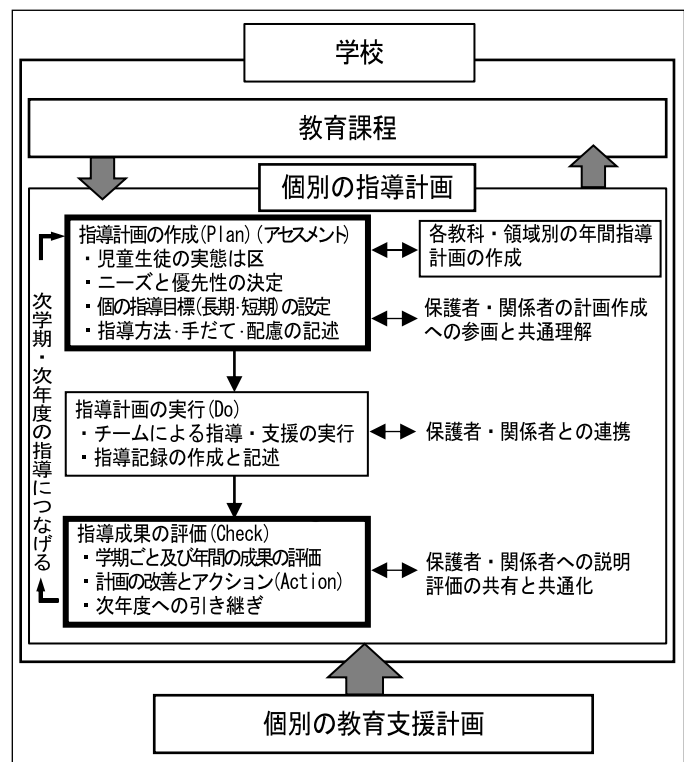 学校
教育課程
個別の指導計画
指導計画の作成(Plan)(アセスメント)
・児童生徒の実態は区
・ニーズと優先性の決定
・個の指導目標(長期・短期)の設定
・指導方法・手だて・配慮の記述
各教科・領域別の年間指導
計画の作成
保護者・関係者の計画作成
への参画と共通理解
指導計画の実行(Do)
・チームによる指導・支援の実行
・指導記録の作成と記述
保護者・関係者との連携
指導成果の評価(Check)
・学期ごと及び年間の成果の評価
・計画の改善とアクション(Action)
・次年度への引き継ぎ
保護者・関係者への説明
評価の共有と共通化
次学期・次年度の指導につなげる
個別の教育支援計画